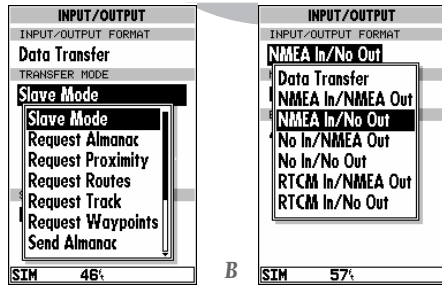 INPUT/OUTPUT
INPUT/OUTPUT FORMAT
Data Transfer
TRANSFER MODE
Slave Mode
Slave Mode
Request Almanac
Request Proximity
Request Routes
Request Track
Request Waypoints
Send Almanac
SIM 46%
B
INPUT/OUTPUT
INPUT/OUTPUT FORMAT
NMEA In/No Out
Data Transfer
NMEA In/NMEA Out
NMEA In/No Out
No In/NMEA Out
No In/No Out
RTCM In/NMEA Out
RTCM In/No Out
SIM 57%